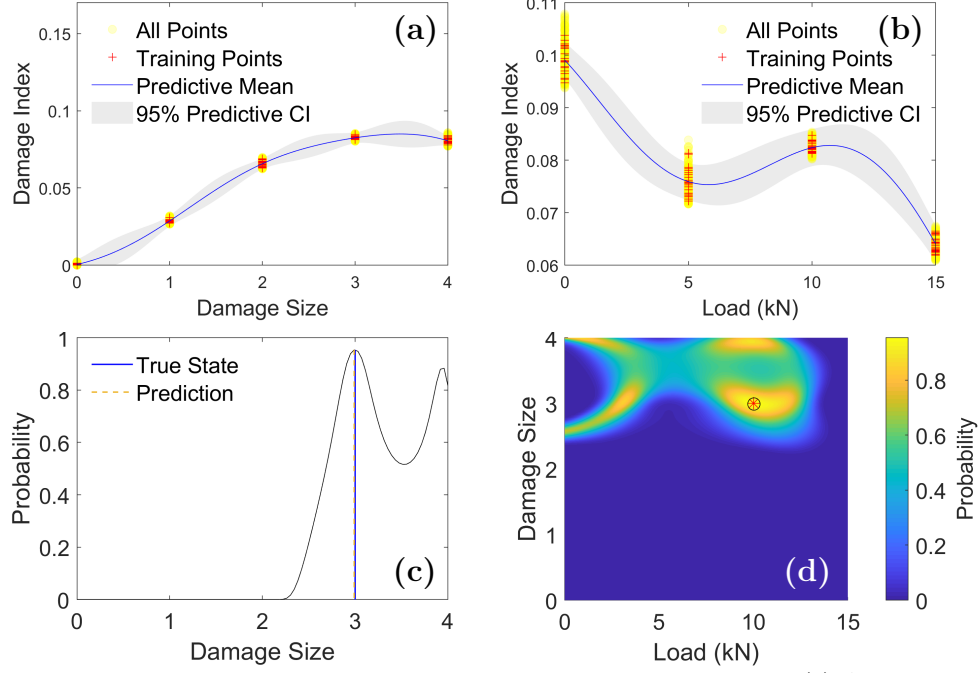 (a)
All Points
Training Points
Predictive Mean
95% Predictive CI
0.15
0.1
0.05
0
Damage Index
0 1 2 3 4
Damage Size
(b)
All Points
Training Points
Predictive Mean
95% Predictive CI
0.11
0.1
0.09
0.08
0.07
0.06
Damage Index
0 5 10 15
Load (kN)
True State
Prediction
(c)
1
0.8
0.6
0.4
0.2
0
Probability
0 1 2 3 4
Damage Size
(d)
4
3
2
1
0
Damage Size
0 5 10 15
Load (kN)
0.8
0.6
0.4
0.2
0
Probability